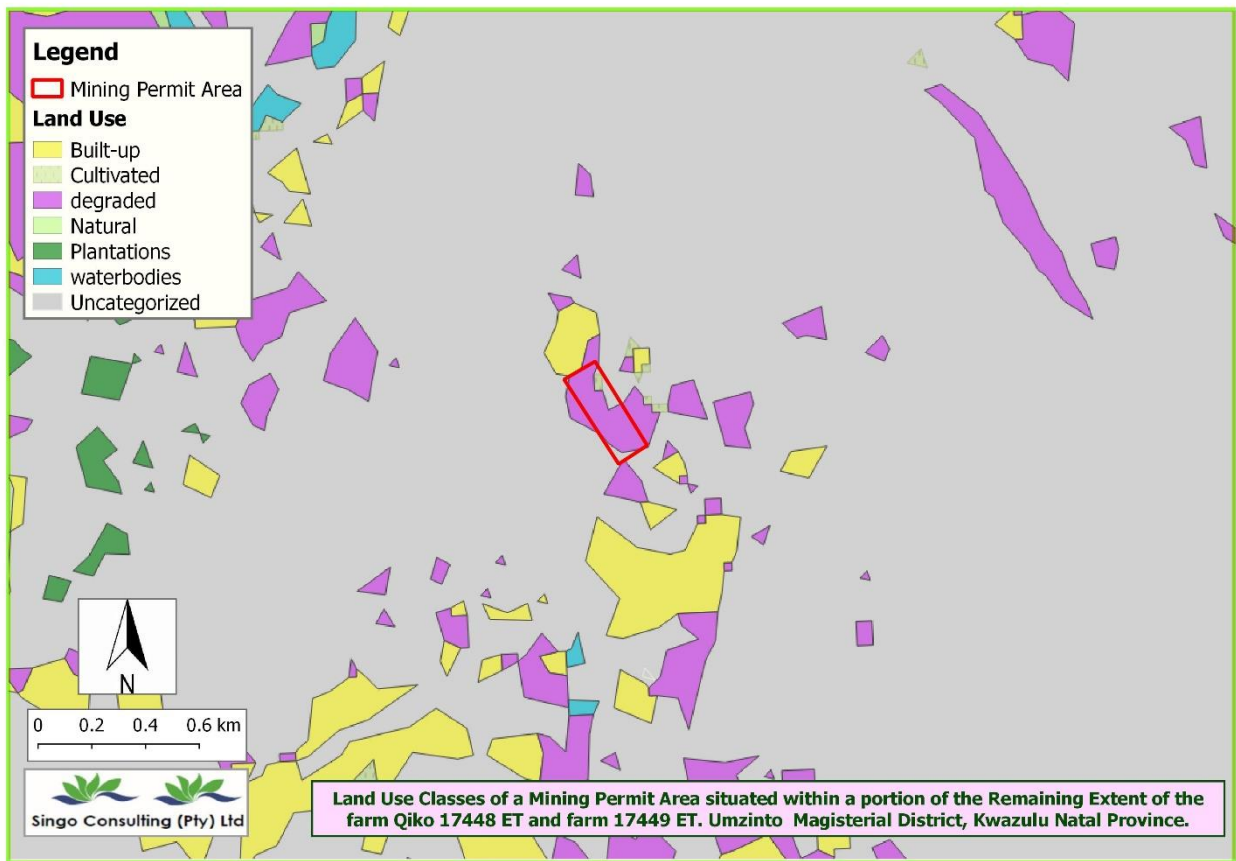 Legend
Mining Permit Area
Land Use
Built-up
Cultivated
degraded
Natural
Plantations
waterbodies
Uncategorized
N
0 0.2 0.4 0.6 km
Singo Consulting (Pty) Ltd
Land Use Classes of a Mining Permit Area situated within a portion of the Remaining Extent of the
farm Qiko 17448 ET and farm 17449 ET. Umzinto Magisterial District, Kwazulu Natal Province.